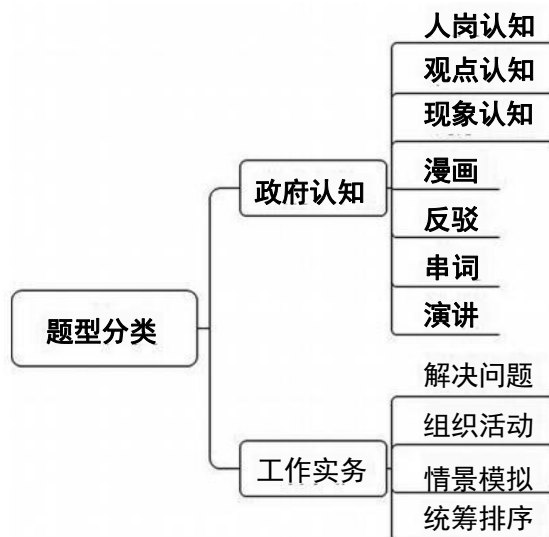 人岗认知
观点认知
现象认知
政府认知
漫画
反驳
串词
题型分类
演讲
解决问题
组织活动
工作实务
情景模拟
统筹排序